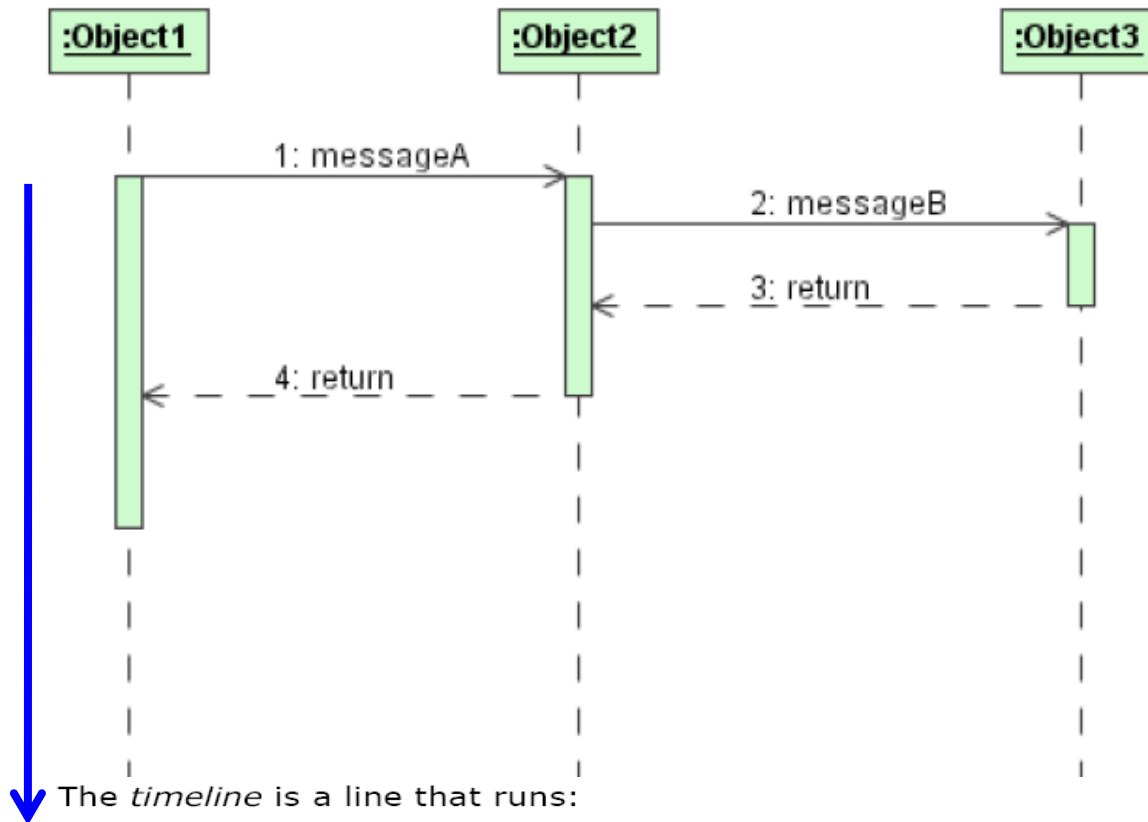 :Object1
:Object2
:Object3
1: messageA
2: messageB
3: return
4: return
The timeline is a line that runs: